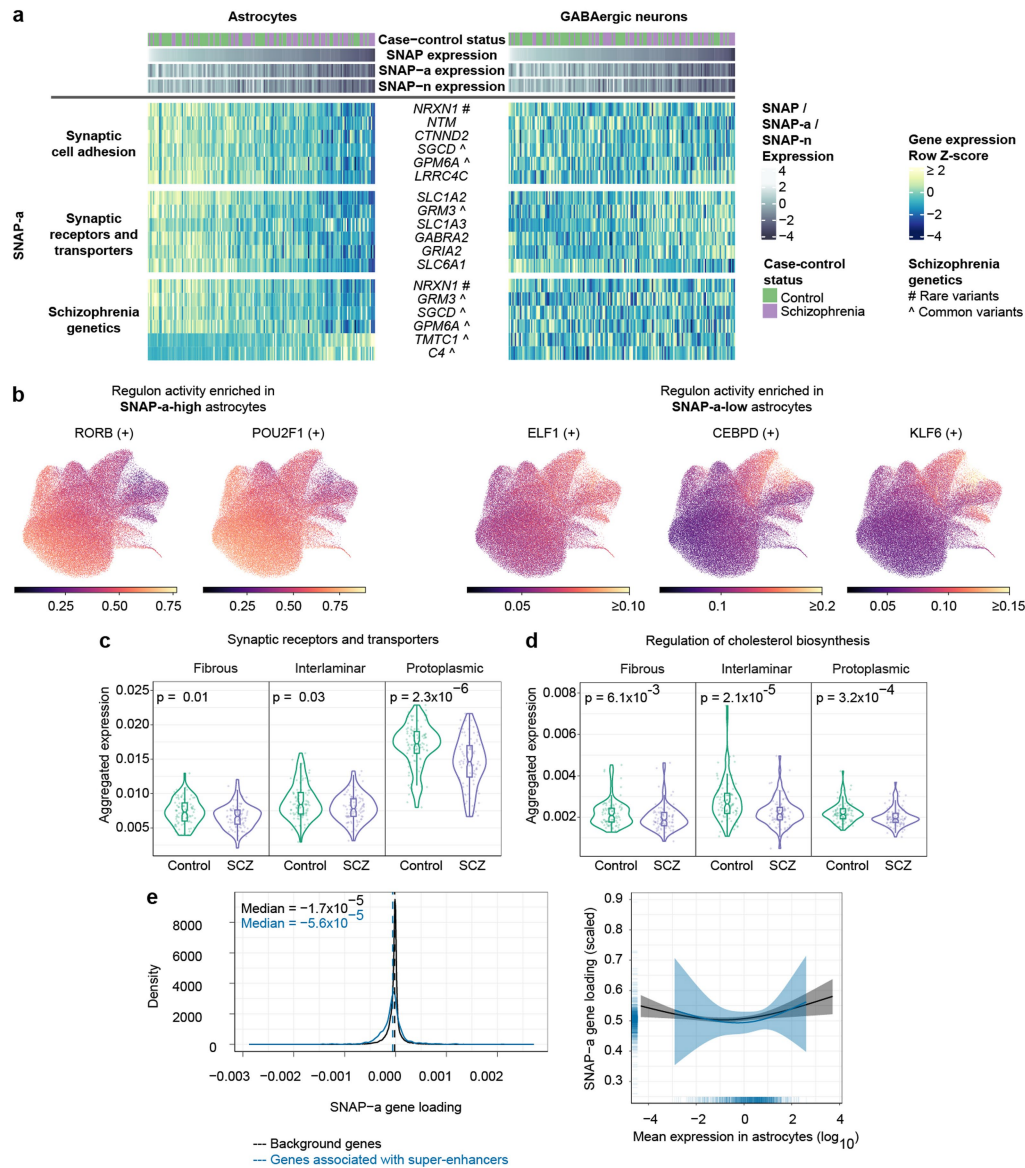 a
Astrocytes
GABAergic neurons
Case−control status
SNAP expression
SNAP−a expression
SNAP−n expression
SNAP-a
Synaptic
cell adhesion
NRXN1 #
NTM
CTNND2
SGCD ^
GPM6A ^
LRRC4C
Synaptic
receptors and
transporters
SLC1A2
GRM3 ^
SLC1A3
GABRA2
GRIA2
SLC6A1
Schizophrenia
genetics
NRXN1 #
GRM3 ^
SGCD ^
GPM6A ^
TMTC1 ^
C4 ^
SNAP /
SNAP-a /
SNAP-n
Expression
4
2
0
−2
−4
Gene expression
Row Z-score
≥ 2
0
−2
−4
Case-control
status
Control
Schizophrenia
Schizophrenia
genetics
# Rare variants
^ Common variants
b
Regulon activity enriched in
SNAP-a-high astrocytes
Regulon activity enriched in
SNAP-a-low astrocytes
RORB (+)
POU2F1 (+)
ELF1 (+)
CEBPD (+)
KLF6 (+)
0.25 0.50 0.75
0.25 0.50 0.75
0.05 ≥0.10
0.1 ≥0.2
0.05 0.10 ≥0.15
c
Synaptic receptors and transporters
Fibrous Interlaminar Protoplasmic
p = 0.01
p = 0.03
p = 2.3x10−6
Aggregated expression
0.025
0.020
0.015
0.010
0.005
Control SCZ Control SCZ Control SCZ
d
Regulation of cholesterol biosynthesis
Fibrous Interlaminar Protoplasmic
p = 6.1x10−3
p = 2.1x10−5
p = 3.2x10−4
Aggregated expression
0.008
0.006
0.004
0.002
Control SCZ Control SCZ Control SCZ
e
Median = −1.7x10−5
Median = −5.6x10−5
Density
8000
6000
4000
2000
0
−0.003 −0.002 −0.001 0.000 0.001 0.002
SNAP−a gene loading
--- Background genes
--- Genes associated with super-enhancers
SNAP−a gene loading (scaled)
0.9
0.8
0.7
0.6
0.5
0.4
0.3
−4 −2 0 2 4
Mean expression in astrocytes (log10)